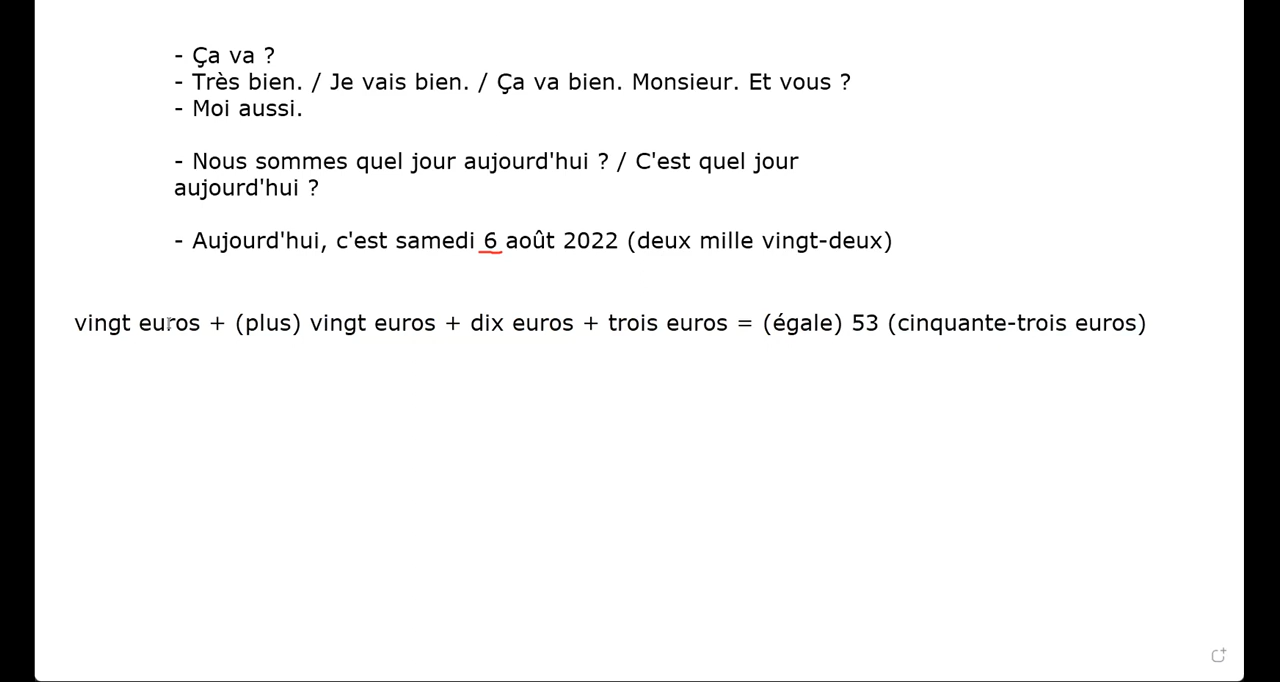 - Ça va ?
- Très bien. / Je vais bien. / Ça va bien. Monsieur. Et vous ?
- Moi aussi.
- Nous sommes quel jour aujourd'hui ? / C'est quel jour
aujourd'hui ?
- Aujourd'hui, c'est samedi 6 août 2022 (deux mille vingt-deux)
vingt euros + (plus) vingt euros + dix euros + trois euros = (égale) 53 (cinquante-trois euros)